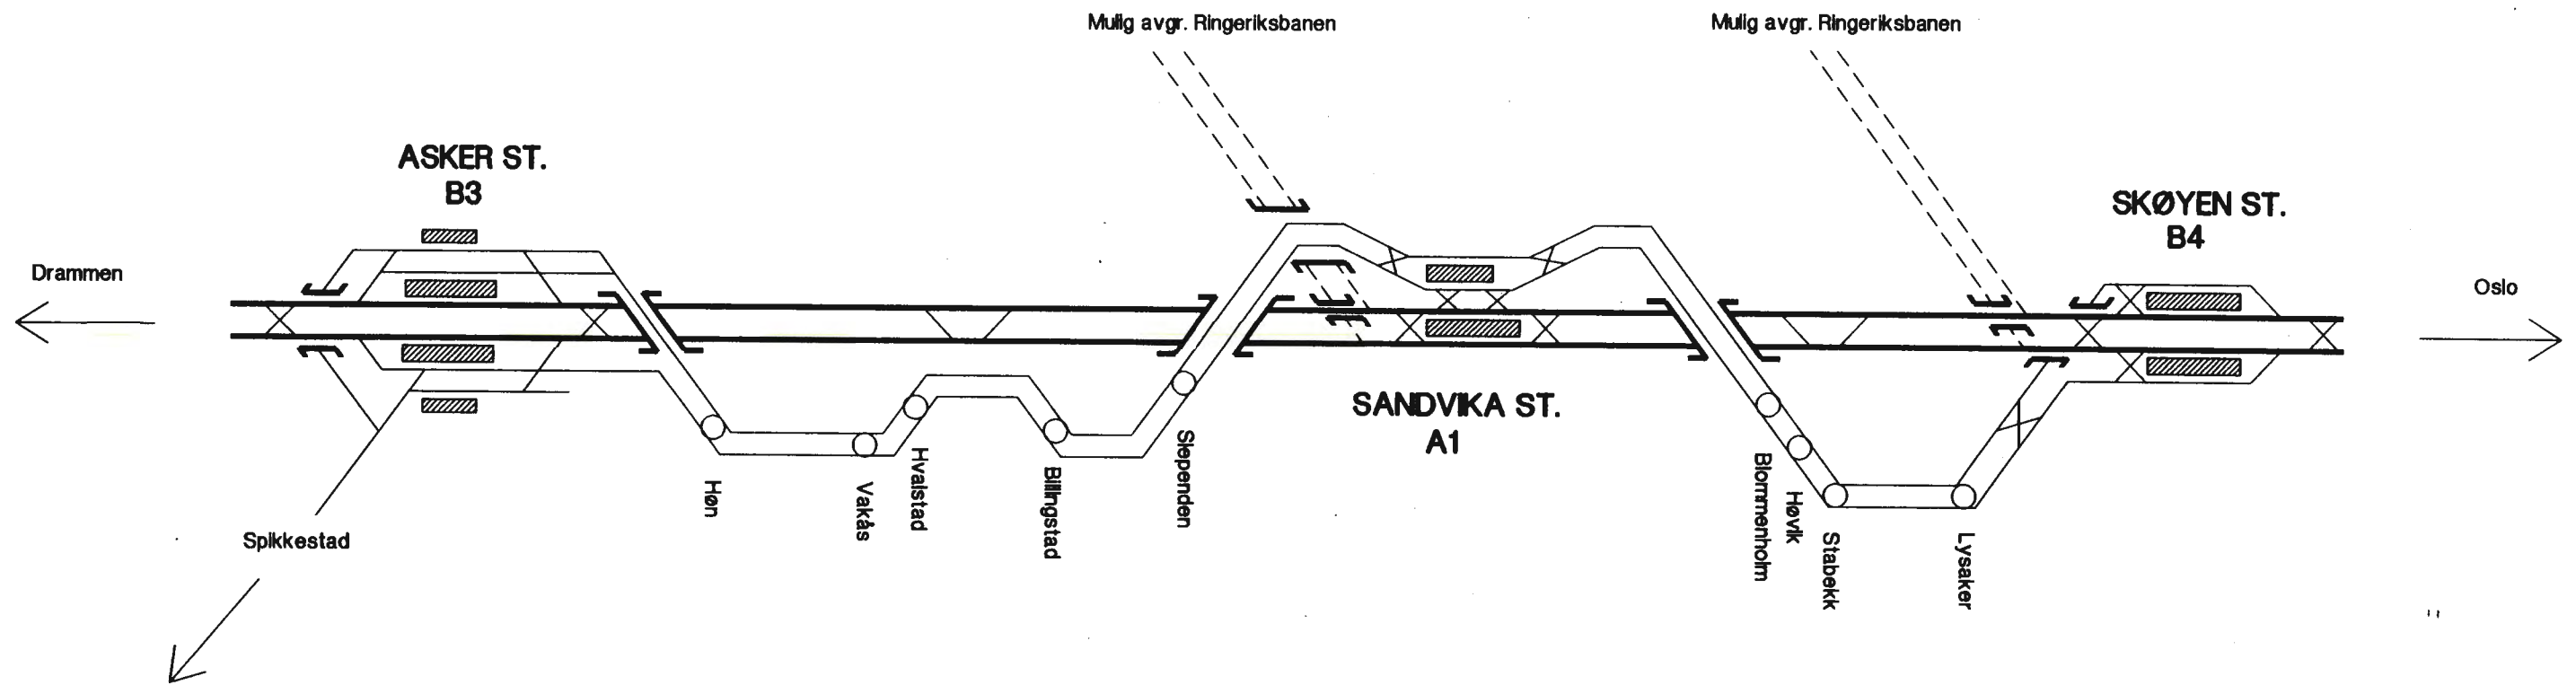 Mulig avgr. Ringeriksbanen
Mulig avgr. Ringeriksbanen
ASKER ST.
B3
SKØYEN ST.
B4
Drammen
Oslo
SANDVIKA ST.
A1
Høn
Vakås
Hvalstad
Billingstad
Slependen
Blommenholm
Høvik
Stabekk
Lysaker
Spikkestad